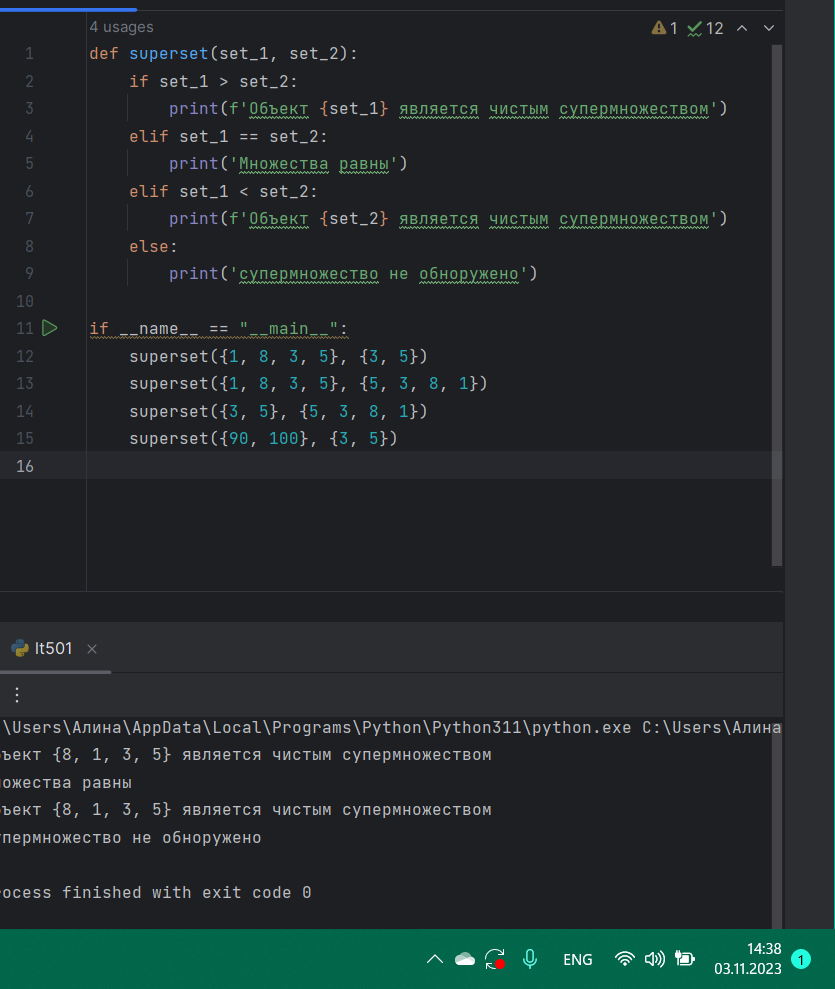 4 usages
1 12
1 def superset(set_1, set_2):
2 if set_1 > set_2:
3 print(f'Объект {set_1} является чистым супермножеством')
4 elif set_1 == set_2:
5 print('Множества равны')
6 elif set_1 < set_2:
7 print(f'Объект {set_2} является чистым супермножеством')
8 else:
9 print('супермножество не обноружено')
10
11 if __name__ == "__main__":
12 superset({1, 8, 3, 5}, {3, 5})
13 superset({1, 8, 3, 5}, {5, 3, 8, 1})
14 superset({3, 5}, {5, 3, 8, 1})
15 superset({90, 100}, {3, 5})
16
lt501
:\Users\Алина\AppData\Local\Programs\Python\Python311\python.exe C:\Users\Алина
ъект {8, 1, 3, 5} является чистым супермножеством
ожества равны
ъект {8, 1, 3, 5} является чистым супермножеством
упермножество не обноружено
ocess finished with exit code 0
ENG
14:38
03.11.2023
1